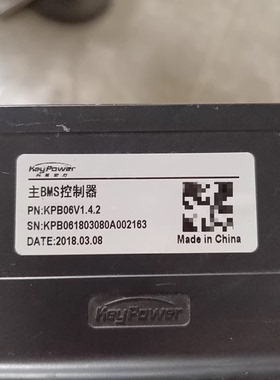 KeyPower
主BMS控制器
PN:KPB06V1.4.2
SN:KPB061803080A002163
DATE:2018.03.08
Made in China
KeyPower